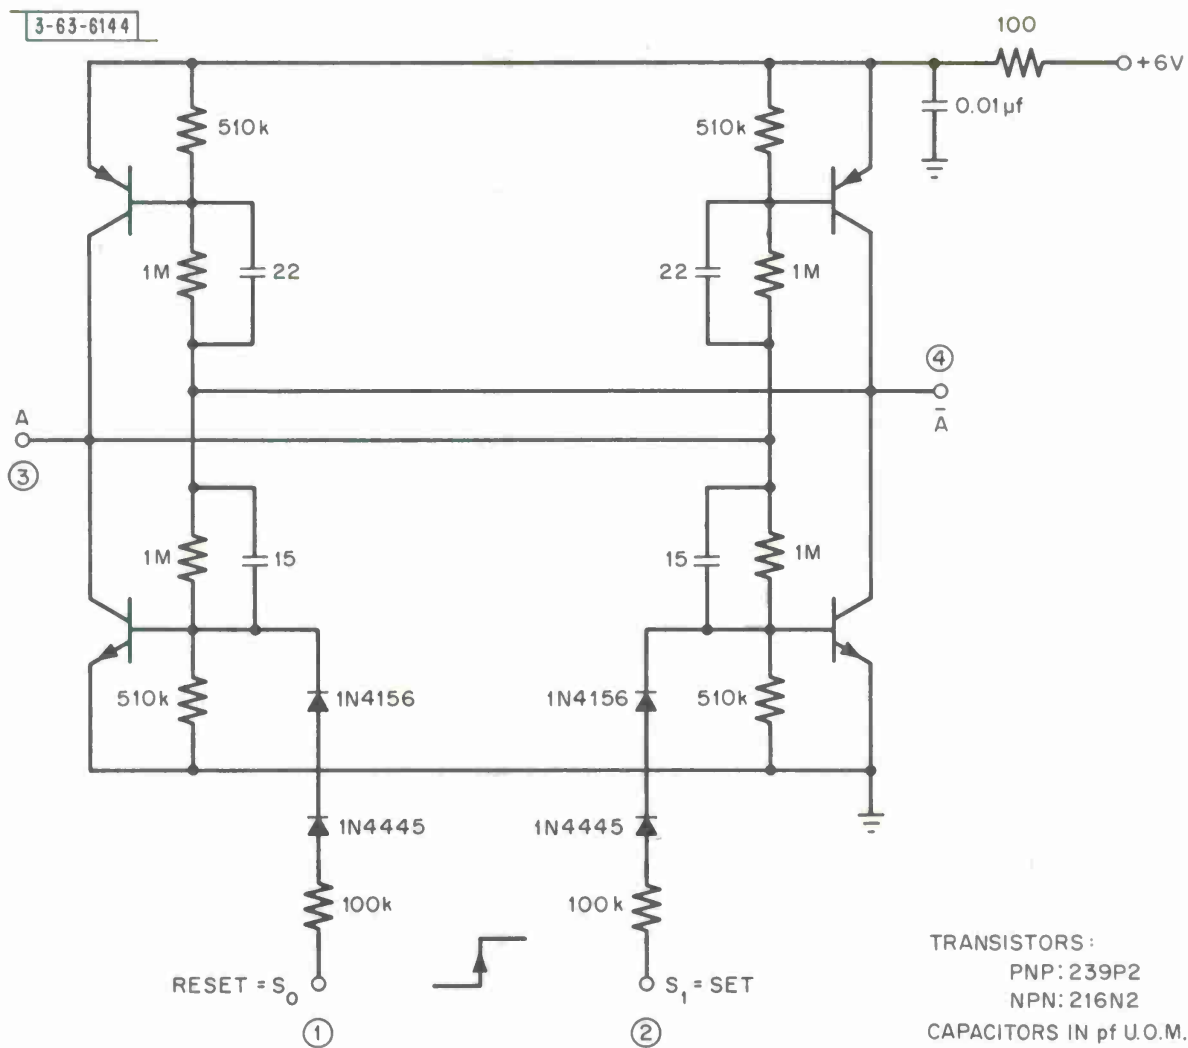 3-63-6144
100
+6V
510k
510k
0.01µf
1M
22
22
1M
④
A
Ā
③
1M
15
15
1M
510k
1N4156
1N4156
510k
1N4445
1N4445
100k
100k
RESET = S₀
S₁ = SET
①
②
TRANSISTORS:
PNP: 239P2
NPN: 216N2
CAPACITORS IN pf U.O.M.